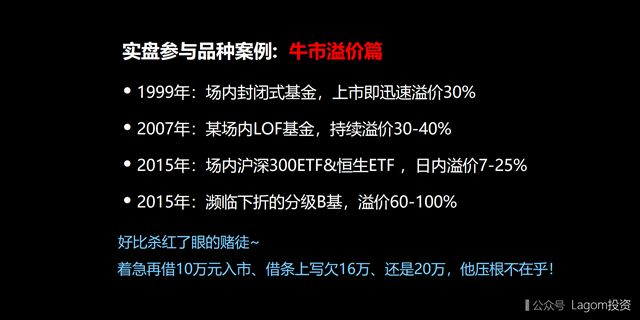 实盘参与品种案例：牛市溢价篇
• 1999年：场内封闭式基金，上市即迅速溢价30%
• 2007年：某场内LOF基金，持续溢价30-40%
• 2015年：场内沪深300ETF&恒生ETF ，日内溢价7-25%
• 2015年：濒临下折的分级B基，溢价60-100%
好比杀红了眼的赌徒~
着急再借10万元入市、借条上写欠16万、还是20万，他压根不在乎！
公众号 Lagom投资